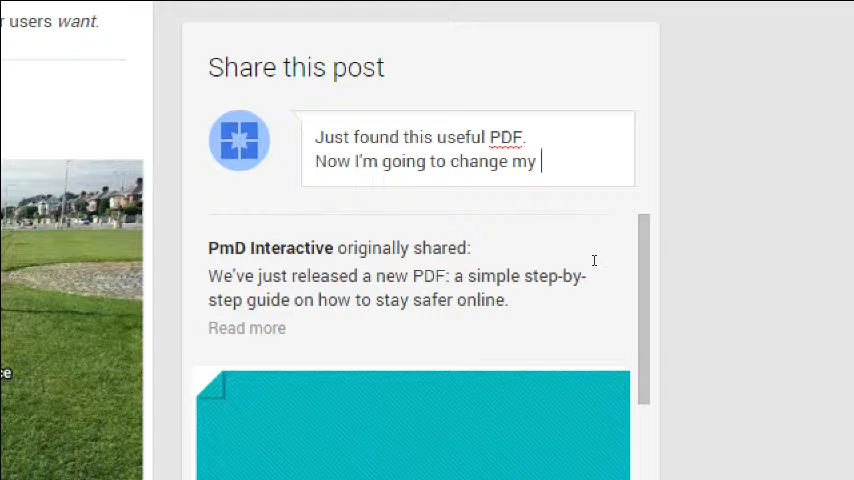 r users want.
Share this post
Just found this useful PDF.
Now I'm going to change my
PmD Interactive originally shared:
We've just released a new PDF: a simple step-by-
step guide on how to stay safer online.
Read more
ce